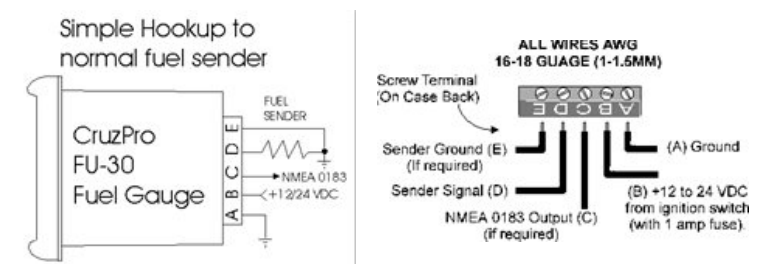 Simple Hookup to
normal fuel sender
FUEL
SENDER
CruzPro
FU-30
Fuel Gauge
E
D
C
B
A
NMEA 0183
+12/24 VDC
ALL WIRES AWG
16-18 GUAGE (1-1.5MM)
Screw Terminal
(On Case Back)
E D C B A
Sender Ground (E)
(If required)
(A) Ground
Sender Signal (D)
(B) +12 to 24 VDC
from ignition switch
(with 1 amp fuse).
NMEA 0183 Output (C)
(if required)